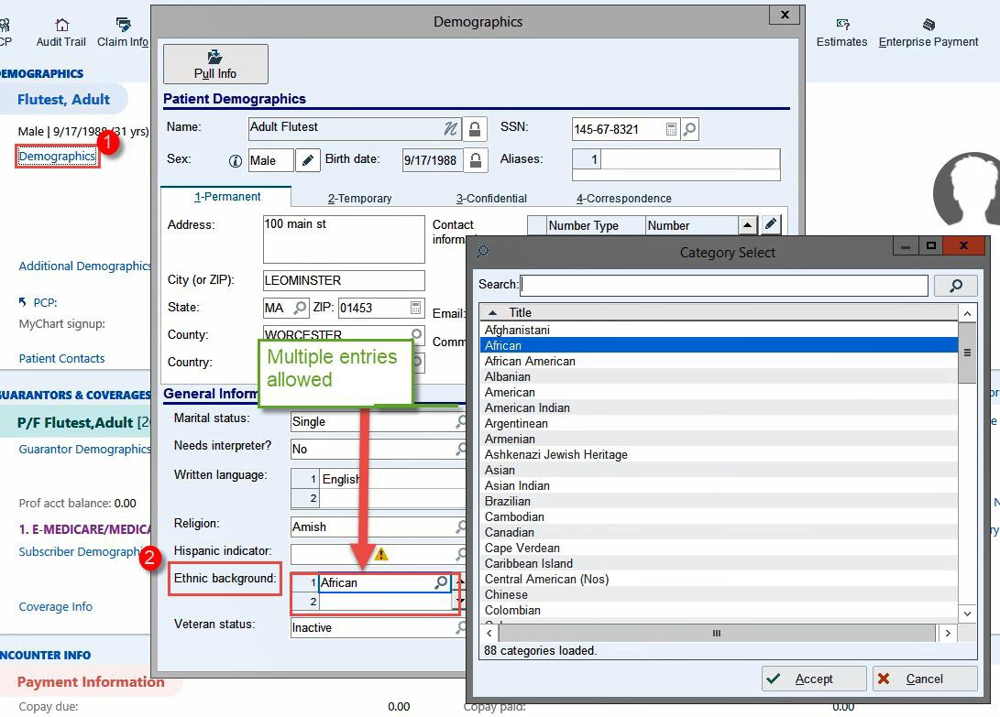 CP
Audit Trail
Claim Info
Estimates
Enterprise Payment
DEMOGRAPHICS
Flutest, Adult
Male | 9/17/1988 (31 yrs)
1
Demographics
Additional Demographics
PCP:
MyChart signup:
Patient Contacts
GUARANTORS & COVERAGES
P/F Flutest,Adult [2
Guarantor Demographics
Prof acct balance: 0.00
1. E-MEDICARE/MEDICA
Subscriber Demographi
Coverage Info
ENCOUNTER INFO
Payment Information
Copay due:
0.00
Copay paid:
0.00
Demographics
x
Pull Info
Patient Demographics
Name:
Adult Flutest
SSN:
145-67-8321
Sex:
Male
Birth date:
9/17/1988
Aliases:
1
1-Permanent
2-Temporary
3-Confidential
4-Correspondence
Address:
100 main st
Contact
informa
Number Type
Number
City (or ZIP):
LEOMINSTER
State:
MA
ZIP:
01453
Email:
County:
WORCESTER
Comm
Country:
Multiple entries
allowed
General Inform
Marital status:
Single
Needs interpreter?
No
Written language:
1
English
2
Religion:
Amish
Hispanic indicator:
2
Ethnic background:
1
African
2
Veteran status:
Inactive
Category Select
x
Search:
Title
Afghanistani
African
African American
Albanian
American
American Indian
Argentinean
Armenian
Ashkenazi Jewish Heritage
Asian
Asian Indian
Brazilian
Cambodian
Canadian
Cape Verdean
Caribbean Island
Central American (Nos)
Chinese
Colombian
88 categories loaded.
Accept
Cancel